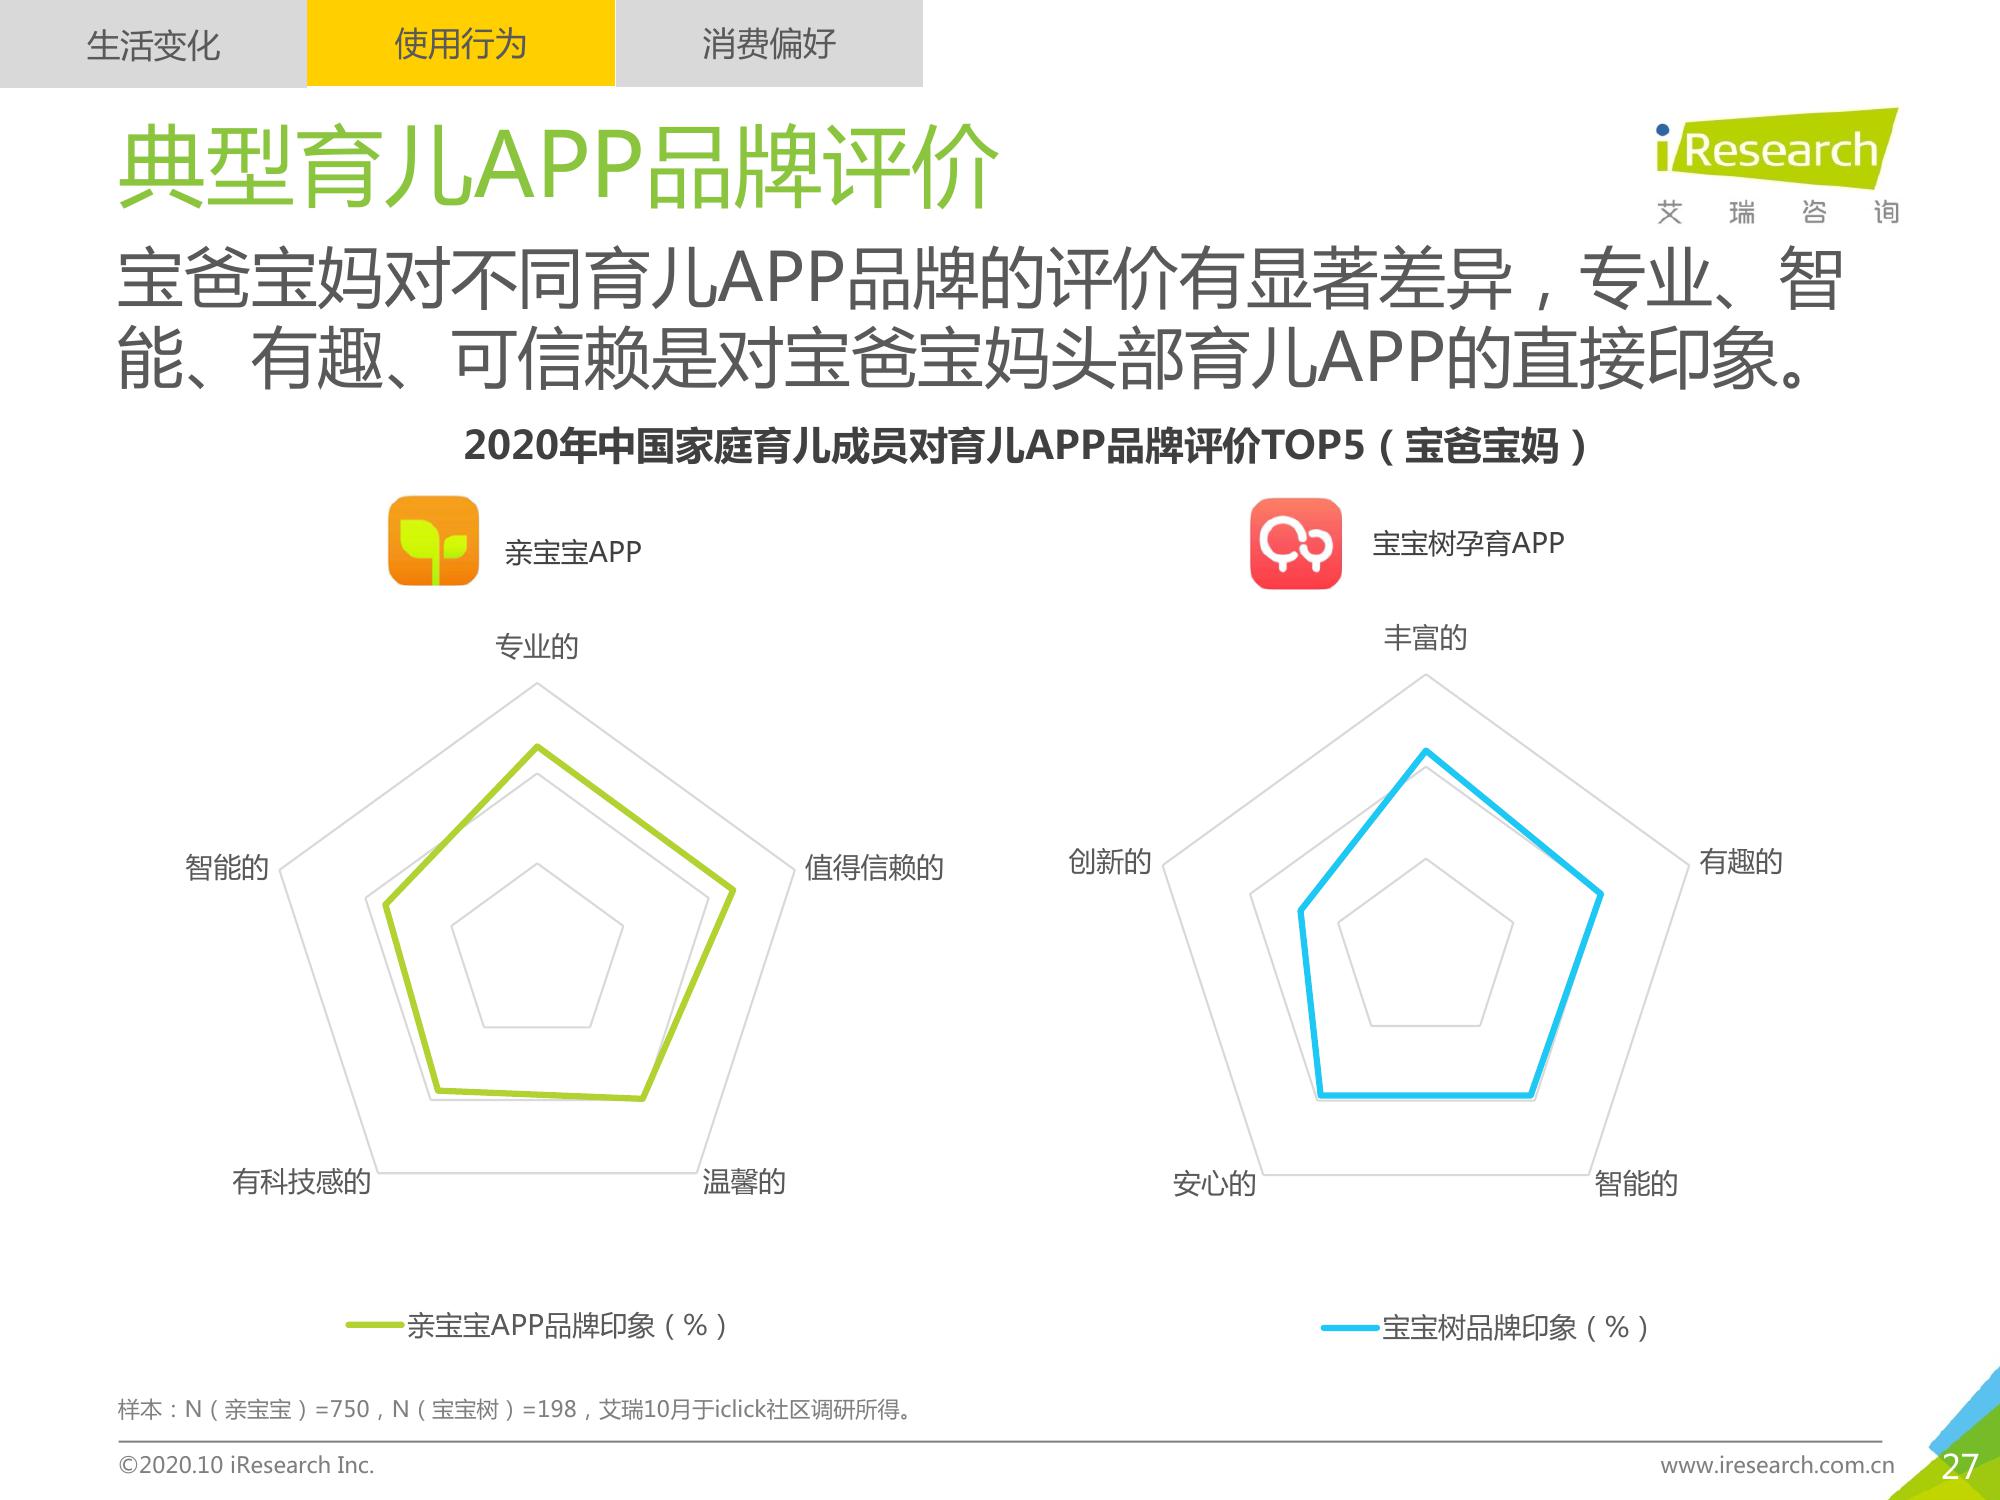 生活变化
使用行为
消费偏好
典型育儿APP品牌评价
iResearch
艾瑞咨询
宝爸宝妈对不同育儿APP品牌的评价有显著差异，专业、智
能、有趣、可信赖是对宝爸宝妈头部育儿APP的直接印象。
2020年中国家庭育儿成员对育儿APP品牌评价TOP5（宝爸宝妈）
亲宝宝APP
专业的
值得信赖的
温馨的
有科技感的
智能的
亲宝宝APP品牌印象（%）
宝宝树孕育APP
丰富的
有趣的
智能的
安心的
创新的
宝宝树品牌印象（%）
样本：N（亲宝宝）=750，N（宝宝树）=198，艾瑞10月于iclick社区调研所得。
©2020.10 iResearch Inc.
www.iresearch.com.cn
27